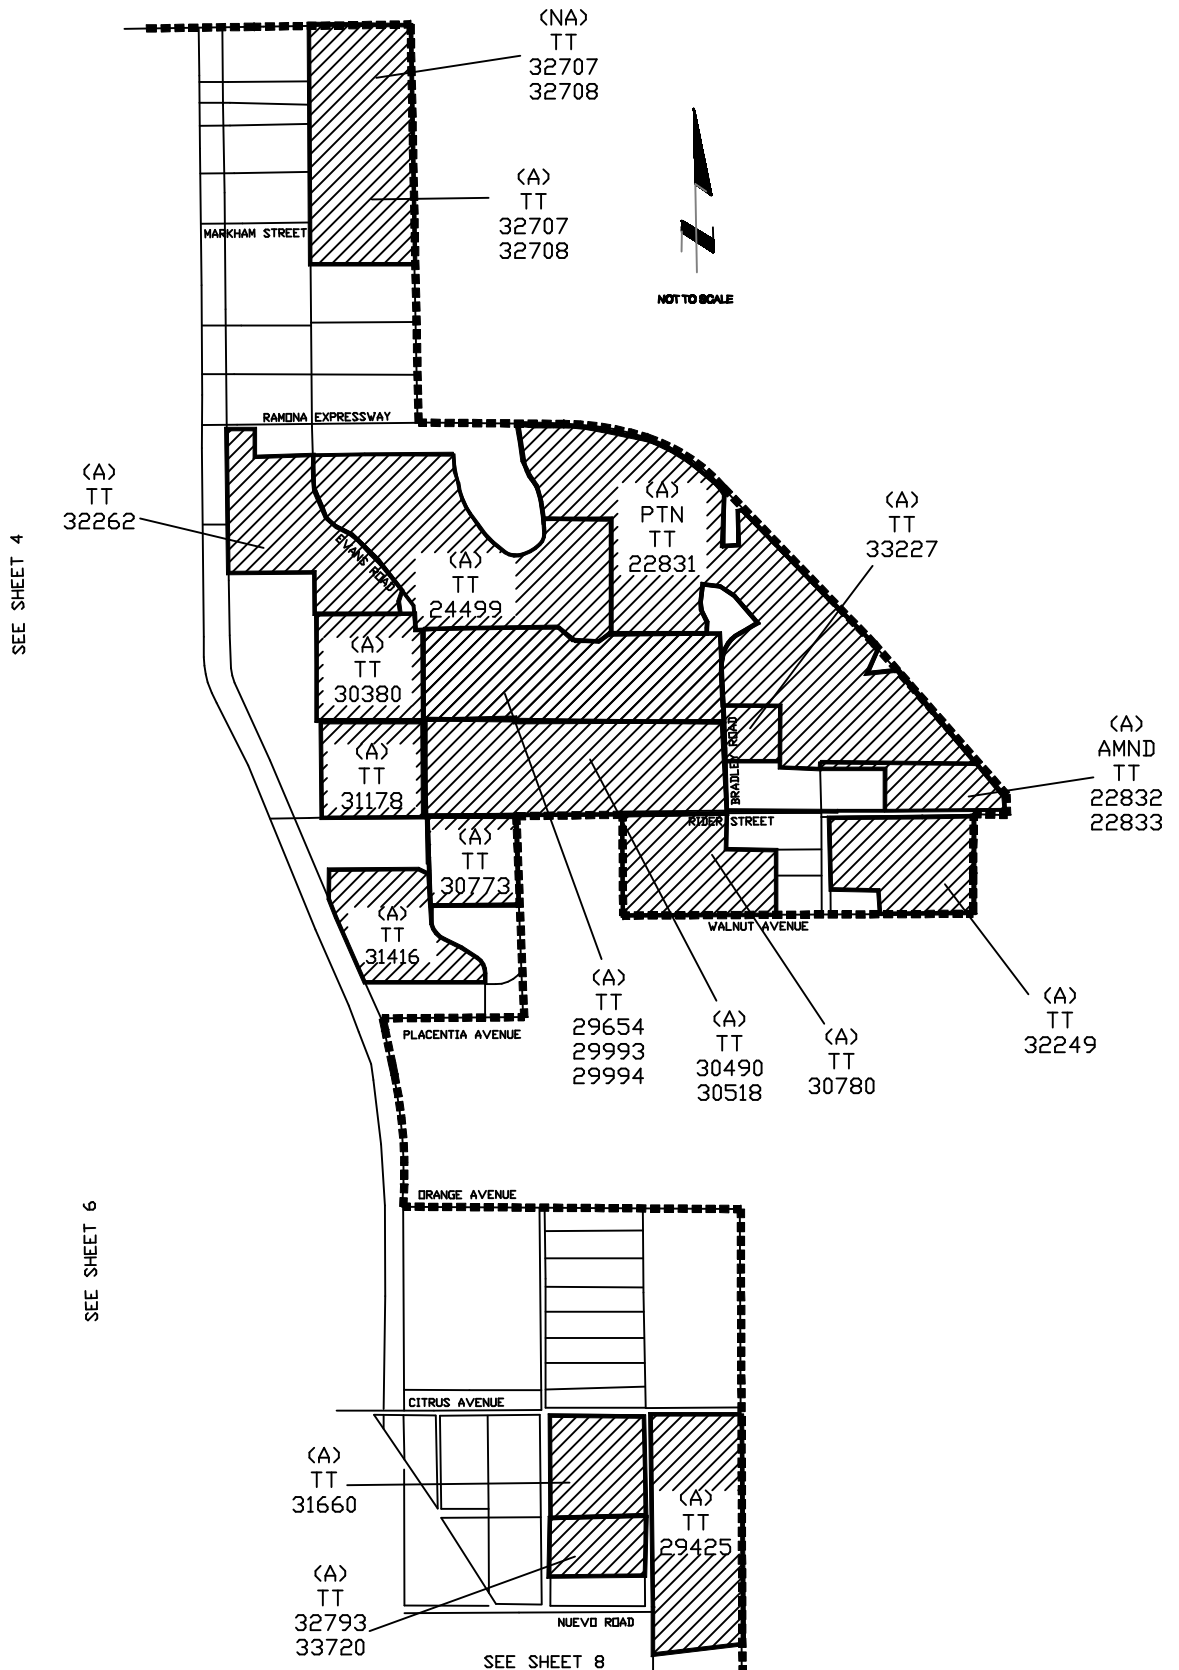 (NA)
TT
32707
32708
(A)
TT
32707
32708
MARKHAM STREET
NOT TO SCALE
RAMONA EXPRESSWAY
(A)
TT
32262
SEE SHEET 4
EVANS ROAD
(A)
TT
24499
(A)
PTN
TT
22831
(A)
TT
33227
(A)
TT
30380
(A)
TT
31178
BRADLEY ROAD
(A)
AMND
TT
22832
22833
RIDER STREET
(A)
TT
30773
(A)
TT
31416
WALNUT AVENUE
PLACENTIA AVENUE
(A)
TT
29654
29993
29994
(A)
TT
30490
30518
(A)
TT
30780
(A)
TT
32249
ORANGE AVENUE
SEE SHEET 6
CITRUS AVENUE
(A)
TT
31660
(A)
TT
29425
(A)
TT
32793
33720
NUEVO ROAD
SEE SHEET 8